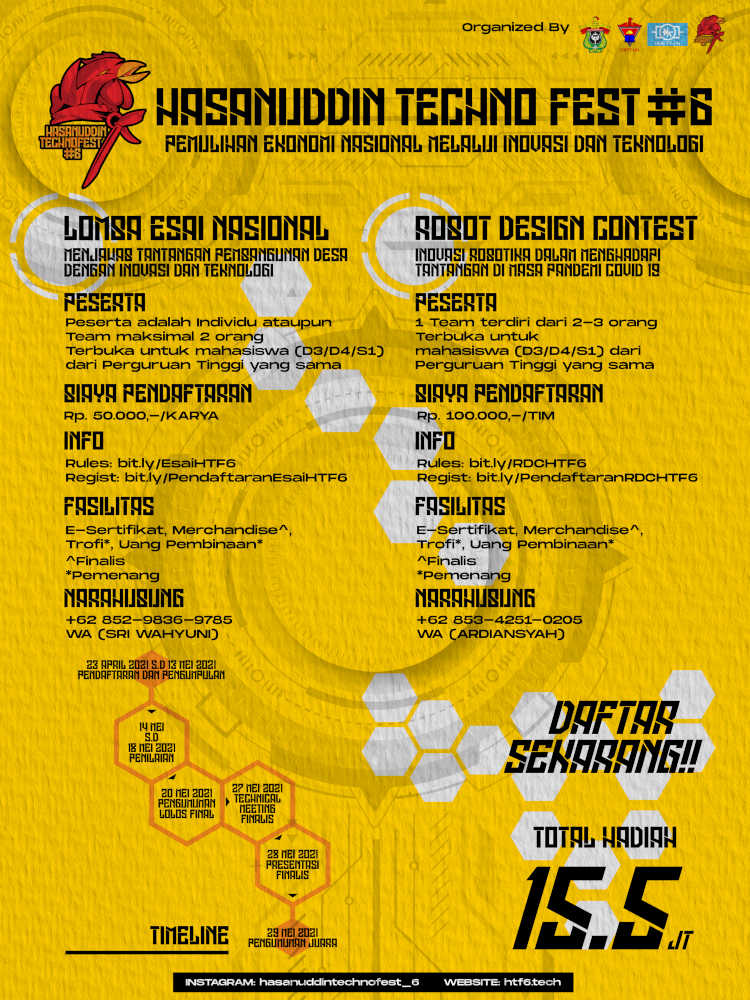 Organized By
HASANUDDIN
TECHNOFEST
#6
HASANUDDIN TECHNO FEST #6
PEMULIHAN EKONOMI NASIONAL MELALUI INOVASI DAN TEKNOLOGI
LOMBA ESAI NASIONAL
MENJAWAB TANTANGAN PEMBANGUNAN DESA
DENGAN INOVASI DAN TEKNOLOGI
PESERTA
Peserta adalah Individu ataupun
Team maksimal 2 orang
Terbuka untuk mahasiswa (D3/D4/S1)
dari Perguruan Tinggi yang sama
BIAYA PENDAFTARAN
Rp. 50.000,-/KARYA
INFO
Rules: bit.ly/EsaiHTF6
Regist: bit.ly/PendaftaranEsaiHTF6
FASILITAS
E-Sertifikat, Merchandise^,
Trofi*, Uang Pembinaan*
^Finalis
*Pemenang
NARAHUBUNG
+62 852-9836-9785
WA (SRI WAHYUNI)
ROBOT DESIGN CONTEST
INOVASI ROBOTIKA DALAM MENGHADAPI
TANTANGAN DI MASA PANDEMI COVID 19
PESERTA
1 Team terdiri dari 2-3 orang
Terbuka untuk
mahasiswa (D3/D4/S1) dari
Perguruan Tinggi yang sama
BIAYA PENDAFTARAN
Rp. 100.000,-/TIM
INFO
Rules: bit.ly/RDCHTF6
Regist: bit.ly/PendaftaranRDCHTF6
FASILITAS
E-Sertifikat, Merchandise^,
Trofi*, Uang Pembinaan*
^Finalis
*Pemenang
NARAHUBUNG
+62 853-4251-0205
WA (ARDIANSYAH)
23 APRIL 2021 S.D 13 MEI 2021
PENDAFTARAN DAN PENGUMPULAN
14 MEI
S.D
18 MEI 2021
PENILAIAN
20 MEI 2021
PENGUMUMAN
LOLOS FINAL
27 MEI 2021
TECHNICAL
MEETING
FINALIS
28 MEI 2021
PRESENTASI
FINALIS
29 MEI 2021
PENGUMUMAN JUARA
TIMELINE
DAFTAR
SEKARANG!!
TOTAL HADIAH
15.5 JT
INSTAGRAM: hasanuddintechnofest_6 WEBSITE: htf6.tech